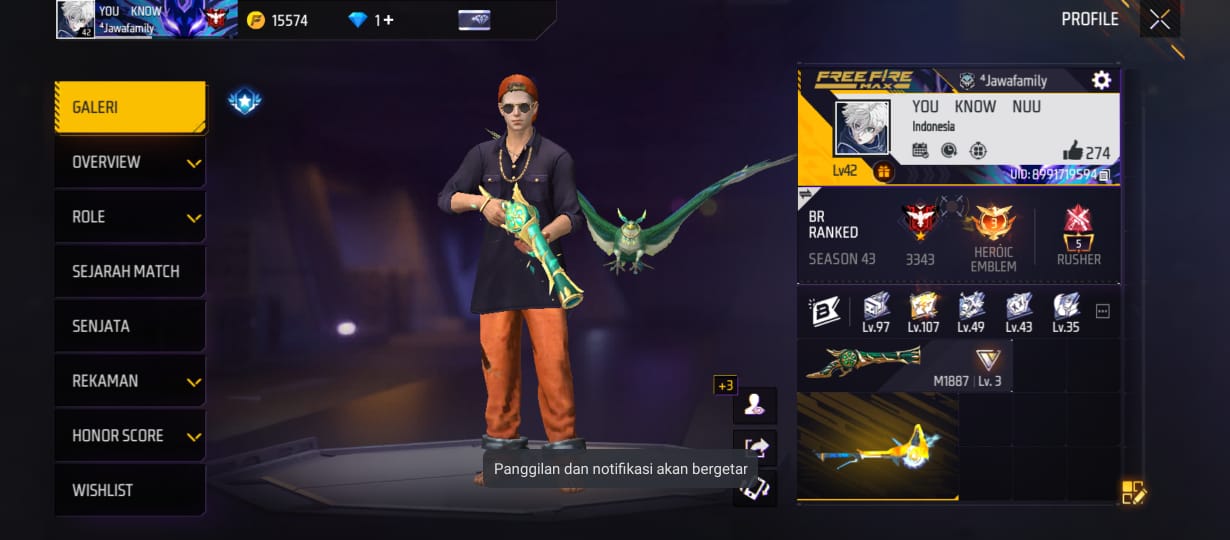 YOU KNOW
⁴Jawafamily
42
15574
1+
PROFILE
GALERI
OVERVIEW
ROLE
SEJARAH MATCH
SENJATA
REKAMAN
HONOR SCORE
WISHLIST
+3
Panggilan dan notifikasi akan bergetar
FREE FIRE
MAX
⁴Jawafamily
YOU KNOW NUU
Indonesia
274
Lv42
UID:8991719594
BR
RANKED
SEASON 43
3343
3
HEROIC
EMBLEM
5
RUSHER
Lv.97
Lv.107
Lv.49
Lv.43
Lv.35
M1887 | Lv. 3